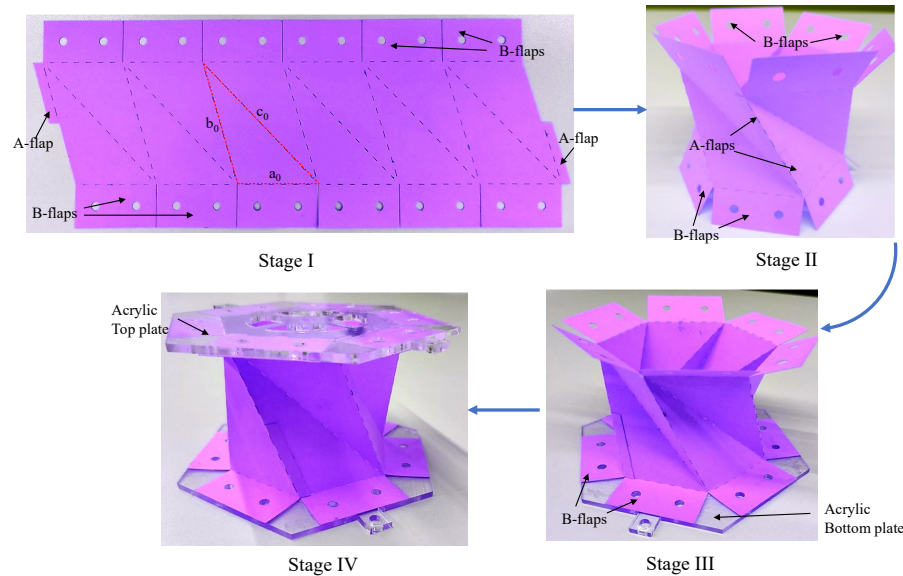 B-flaps
A-flap
b₀
c₀
a₀
A-flap
B-flaps
Stage I
B-flaps
A-flaps
B-flaps
Stage II
Acrylic
Top plate
Stage IV
B-flaps
Acrylic
Bottom plate
Stage III